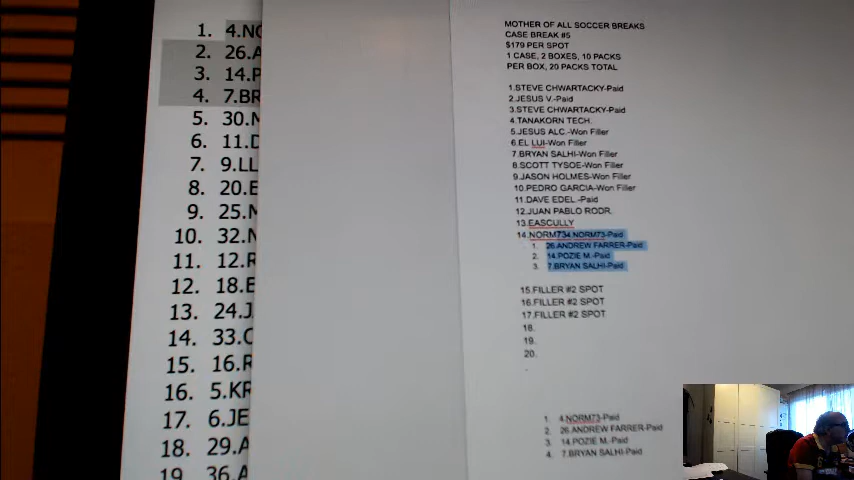 1. 4.NO
2. 26.A
3. 14.P
4. 7.BR
5. 30.N
6. 11.D
7. 9.LL
8. 20.E
9. 25.N
10. 32.N
11. 12.R
12. 18.E
13. 24.J
14. 33.C
15. 16.R
16. 5.KR
17. 6.JE
18. 29.A
19 36.A
MOTHER OF ALL SOCCER BREAKS
CASE BREAK #5
$179 PER SPOT
1 CASE, 2 BOXES, 10 PACKS
PER BOX, 20 PACKS TOTAL
1.STEVE CHWARTACKY-Paid
2.JESUS V.-Paid
3.STEVE CHWARTACKY-Paid
4.TANAKORN TECH.
5.JESUS ALC.-Won Filler
6.EL LUI-Won Filler
7.BRYAN SALHI-Won Filler
8.SCOTT TYSOE-Won Filler
9.JASON HOLMES-Won Filler
10.PEDRO GARCIA-Won Filler
11.DAVE EDEL.-Paid
12.JUAN PABLO RODR.
13.EASCULLY
14.NORM734.NORM73-Paid
1. 26.ANDREW FARRER-Paid
2. 14.POZIE M.-Paid
3. 7.BRYAN SALHI-Paid
15.FILLER #2 SPOT
16.FILLER #2 SPOT
17.FILLER #2 SPOT
18.
19.
20.
1. 4.NORM73-Paid
2. 26.ANDREW FARRER-Paid
3. 14.POZIE M.-Paid
4. 7.BRYAN SALHI-Paid